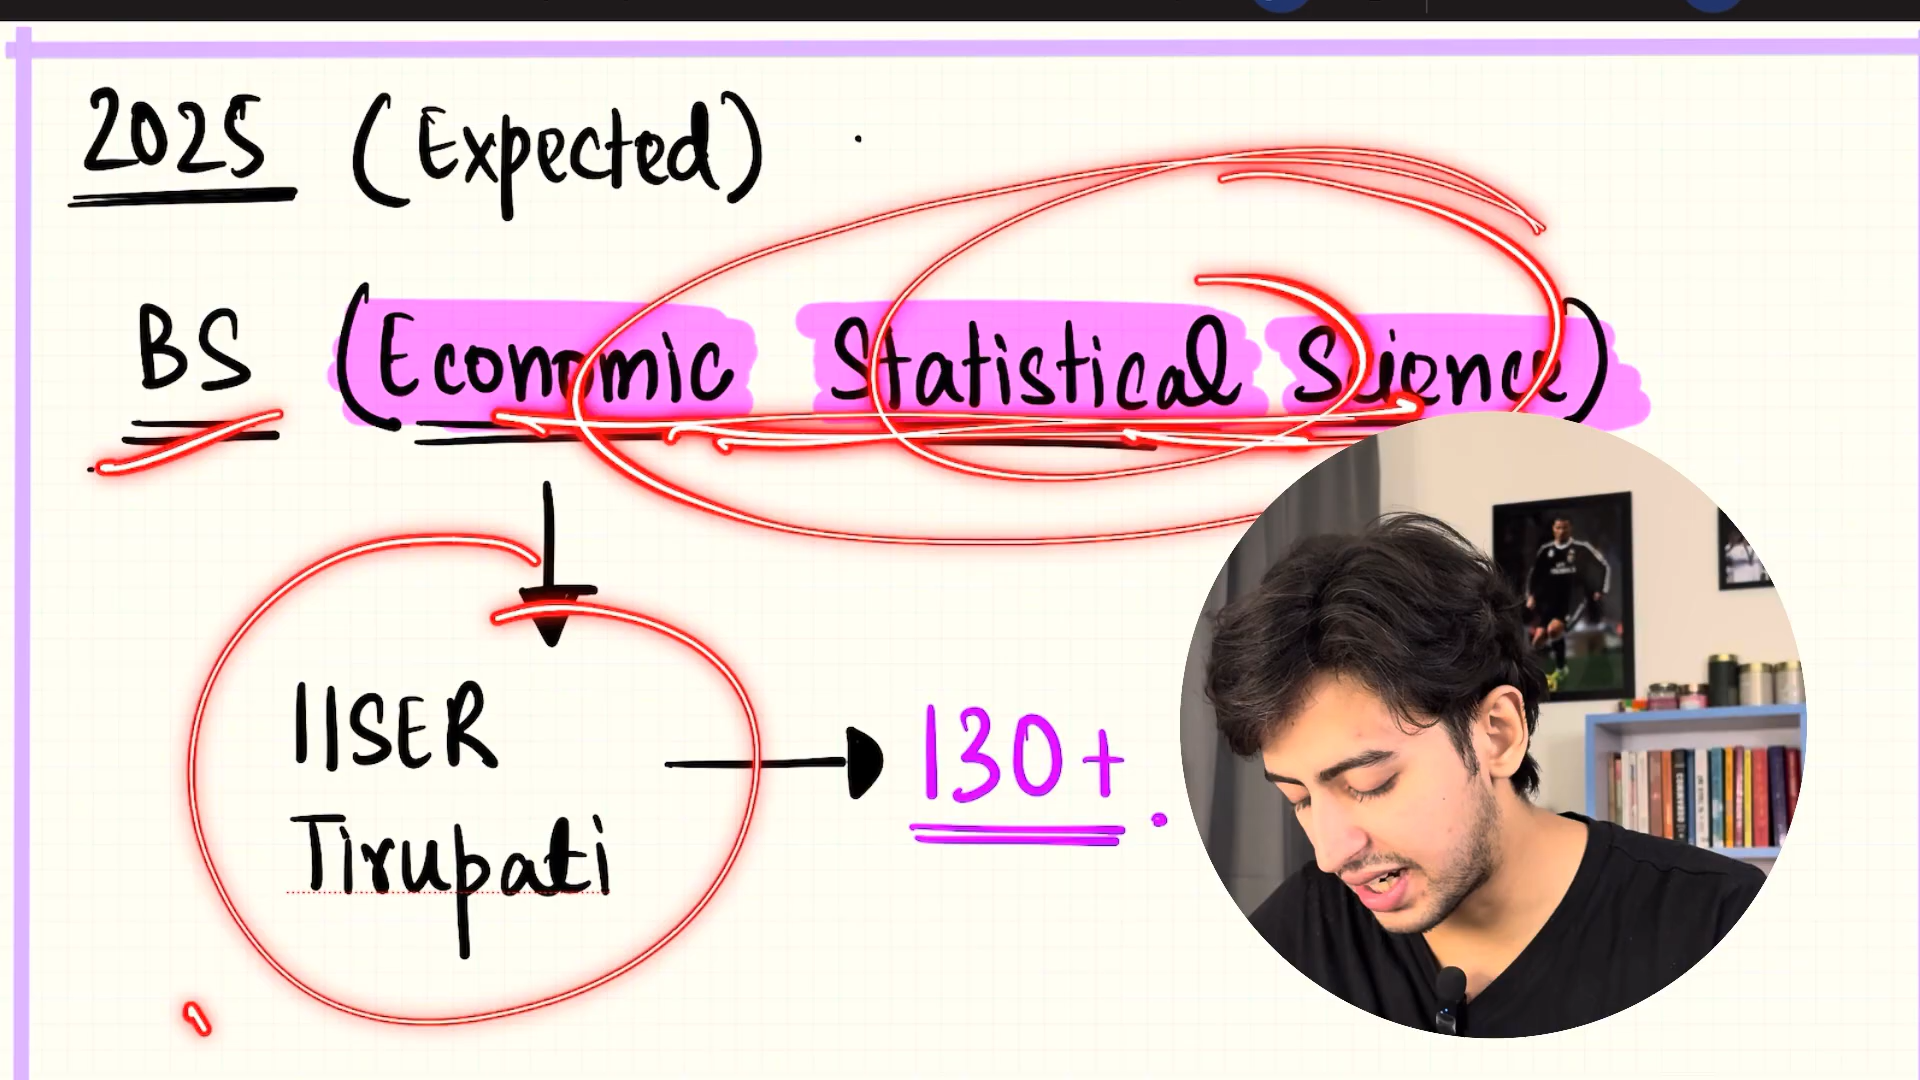 2025 (Expected)
BS (Economic Statistical Science)
IISER
Tirupati
130+